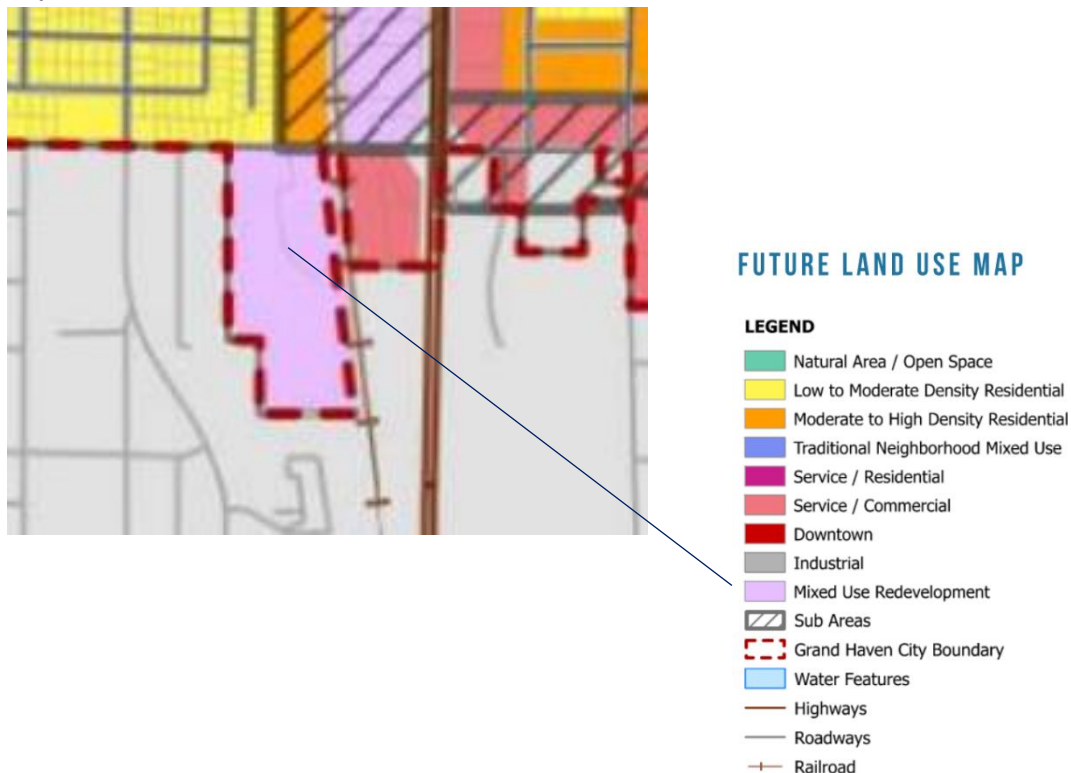 FUTURE LAND USE MAP
LEGEND
Natural Area / Open Space
Low to Moderate Density Residential
Moderate to High Density Residential
Traditional Neighborhood Mixed Use
Service / Residential
Service / Commercial
Downtown
Industrial
Mixed Use Redevelopment
Sub Areas
Grand Haven City Boundary
Water Features
Highways
Roadways
Railroad